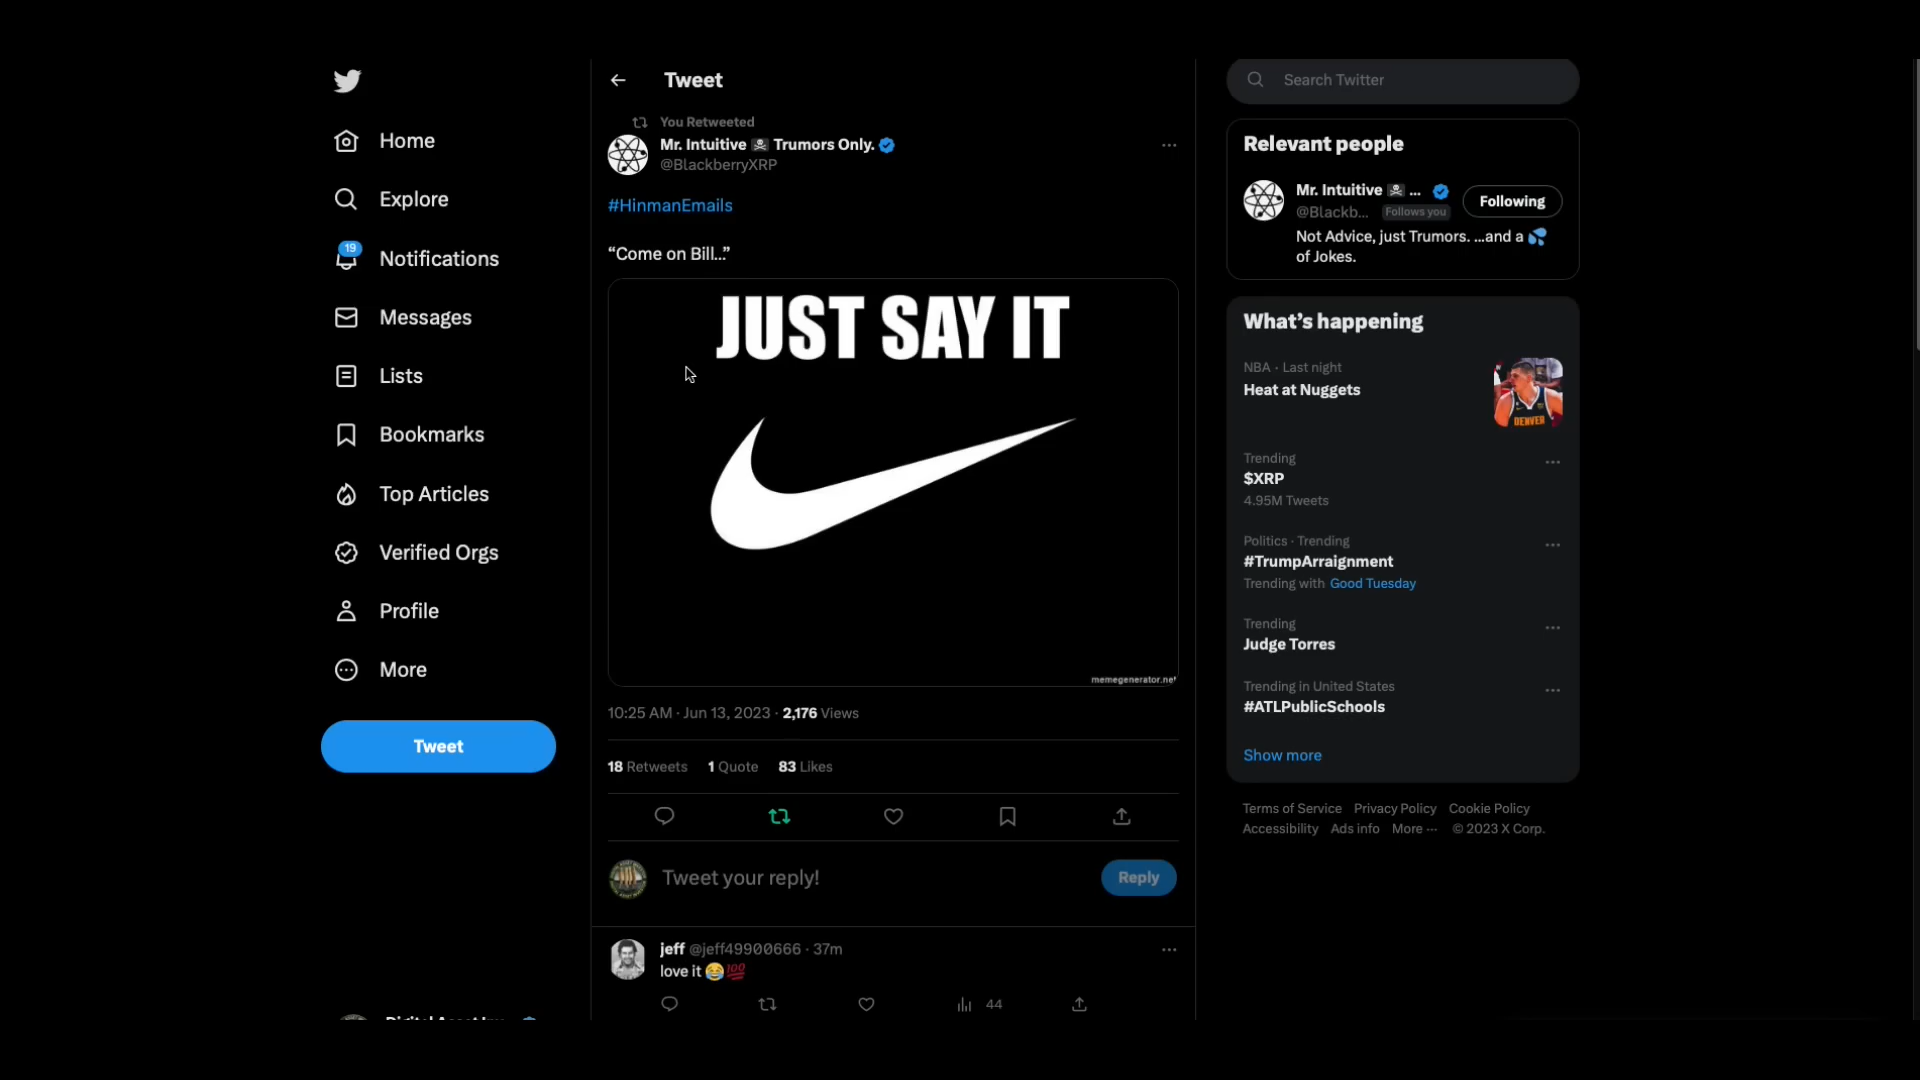 Home
Explore
19
Notifications
Messages
Lists
Bookmarks
Top Articles
Verified Orgs
Profile
More
Tweet
Tweet
You Retweeted
Mr. Intuitive ☠️ Trumors Only.
@BlackberryXRP
#HinmanEmails
“Come on Bill...”
JUST SAY IT
memegenerator.net
10:25 AM · Jun 13, 2023 · 2,176 Views
18 Retweets 1 Quote 83 Likes
Tweet your reply!
Reply
jeff @jeff49900666 · 37m
love it 😂💯
44
Search Twitter
Relevant people
Mr. Intuitive ☠️ ...
@Blackb... Follows you
Following
Not Advice, just Trumors. ...and a 💦
of Jokes.
What’s happening
NBA · Last night
Heat at Nuggets
DENVER
Trending
$XRP
4.95M Tweets
Politics · Trending
#TrumpArraignment
Trending with Good Tuesday
Trending
Judge Torres
Trending in United States
#ATLPublicSchools
Show more
Terms of Service Privacy Policy Cookie Policy
Accessibility Ads info More ··· © 2023 X Corp.